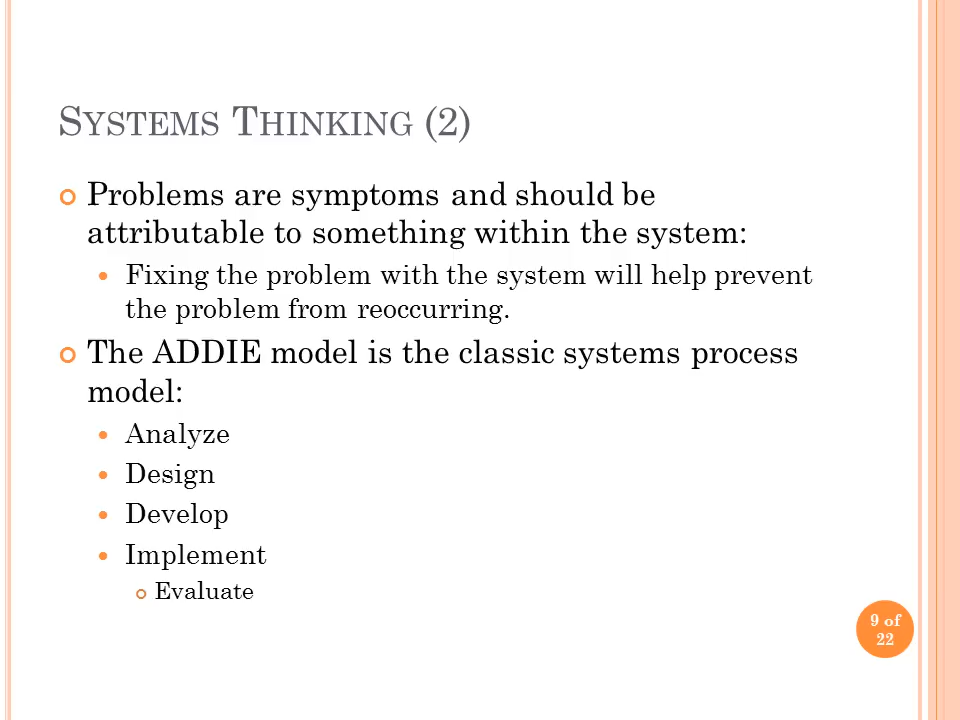 Systems Thinking (2)
Problems are symptoms and should be
attributable to something within the system:
Fixing the problem with the system will help prevent
the problem from reoccurring.
The ADDIE model is the classic systems process
model:
Analyze
Design
Develop
Implement
Evaluate
9 of
22